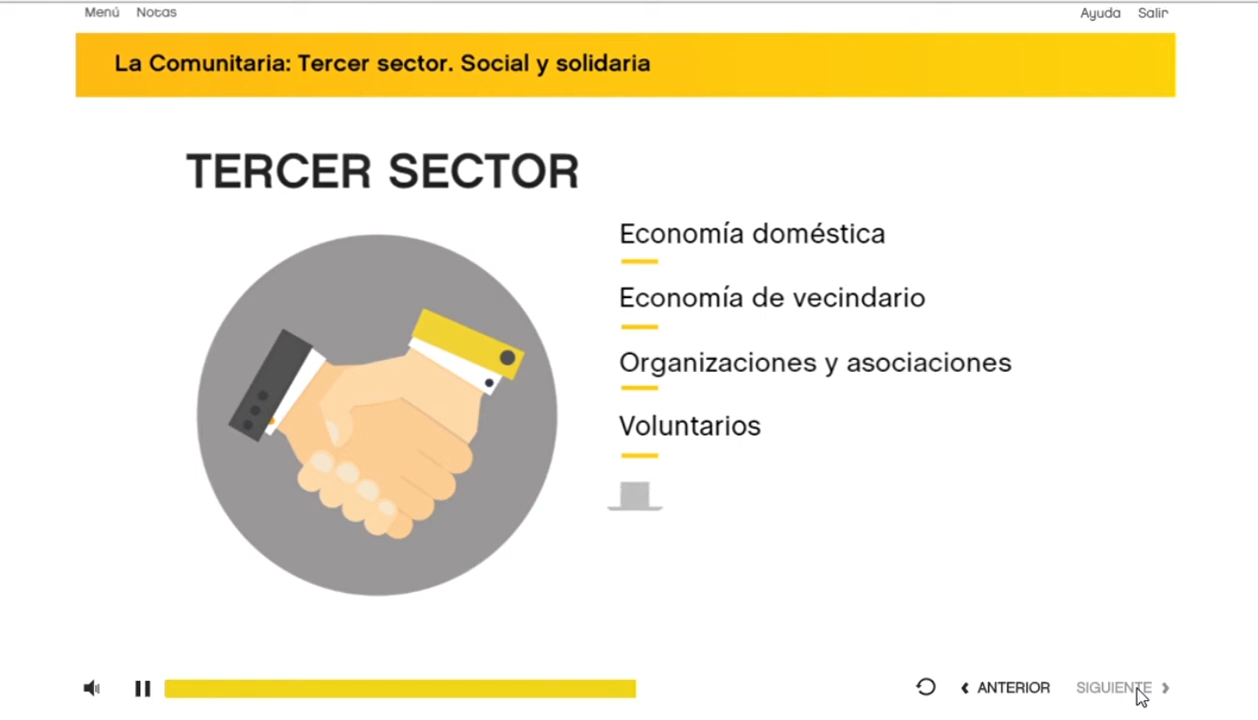 Menú Notas Ayuda Salir
La Comunitaria: Tercer sector. Social y solidaria
TERCER SECTOR
Economía doméstica
Economía de vecindario
Organizaciones y asociaciones
Voluntarios
ANTERIOR SIGUIENTE